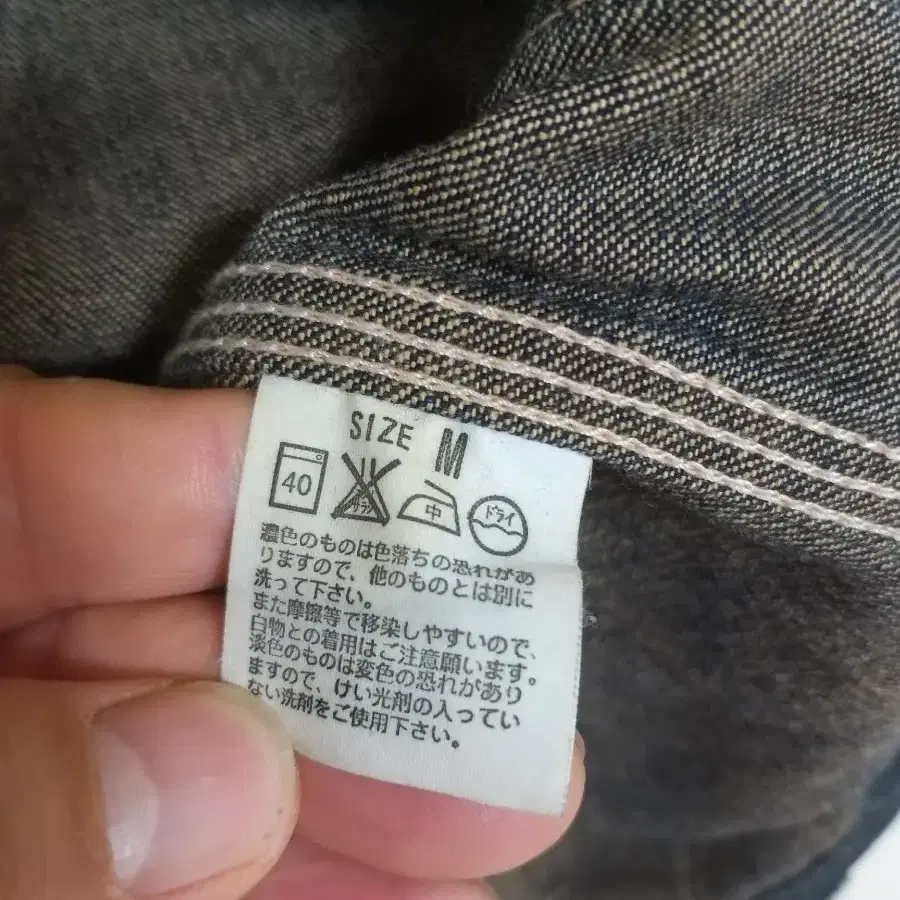 SIZE M
40 サラシ 中 ドライ
濃色のものは色落ちの恐れがあ
りますので、他のものとは別に
洗って下さい。
また摩擦等で移染しやすいので、
白物との着用はご注意願います。
淡色のものは変色の恐れがあり
ますので、けい光剤の入ってい
ない洗剤をご使用下さい。